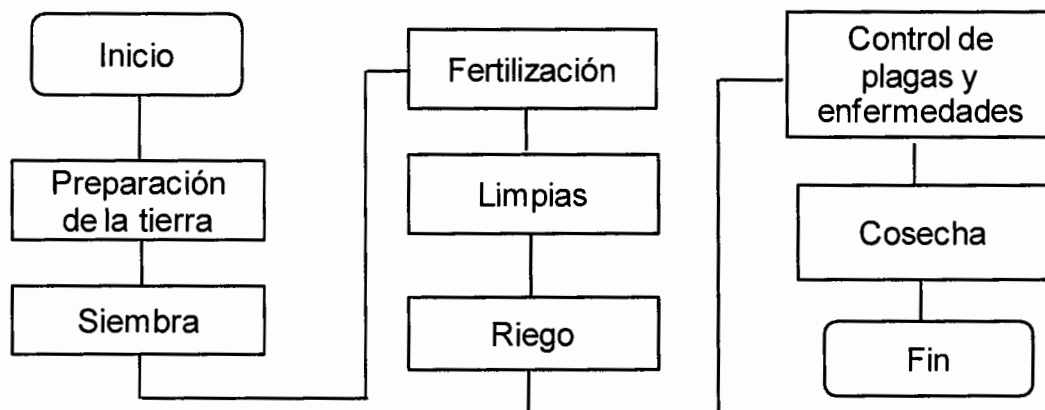 Inicio
Preparación
de la tierra
Siembra
Fertilización
Limpias
Riego
Control de
plagas y
enfermedades
Cosecha
Fin